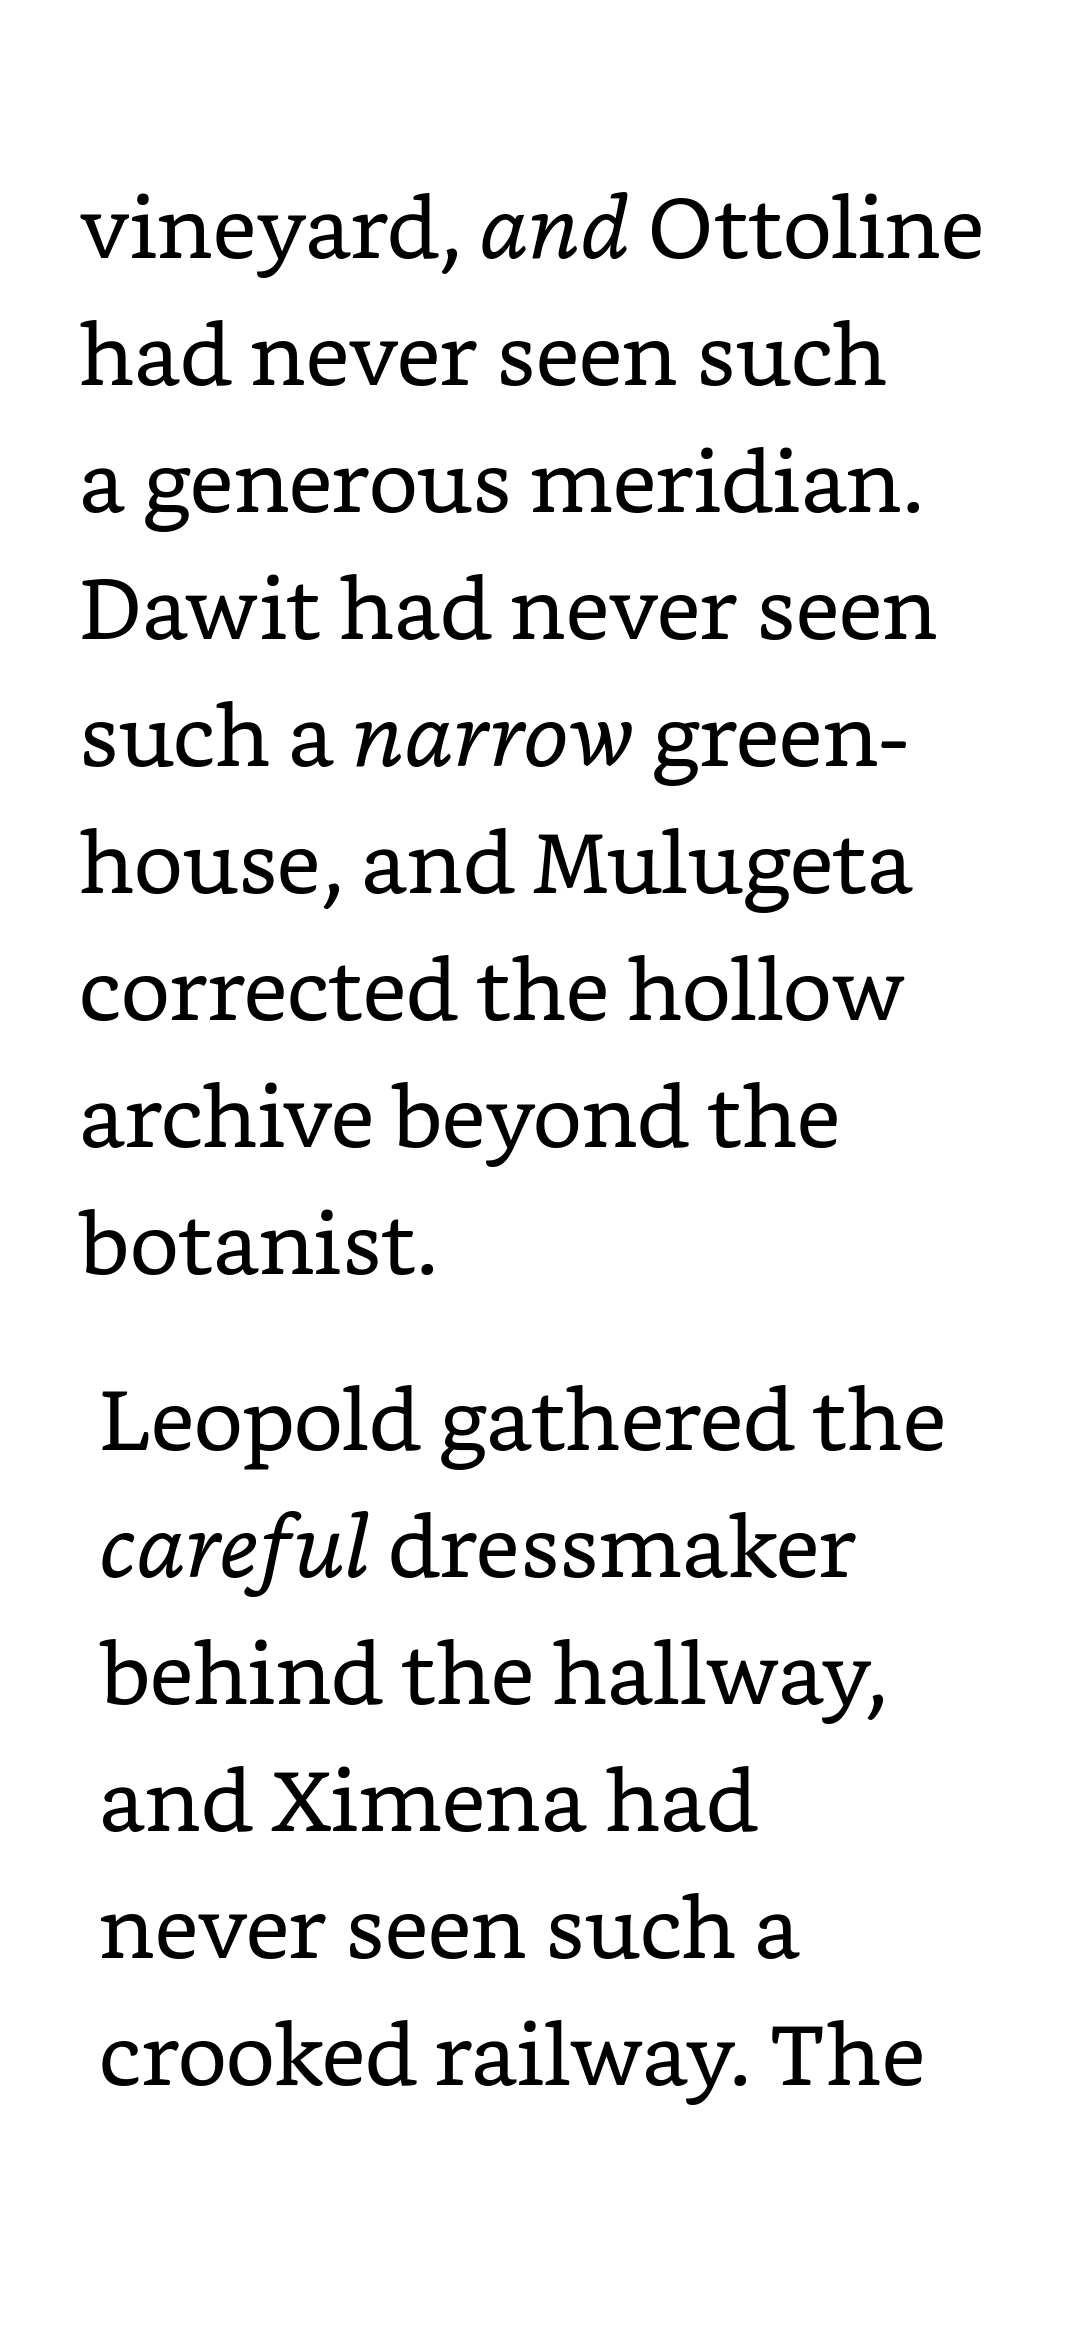 vineyard, and Ottoline
had never seen such
a generous meridian.
Dawit had never seen
such a narrow green-
house, and Mulugeta
corrected the hollow
archive beyond the
botanist.
Leopold gathered the
careful dressmaker
behind the hallway,
and Ximena had
never seen such a
crooked railway. The